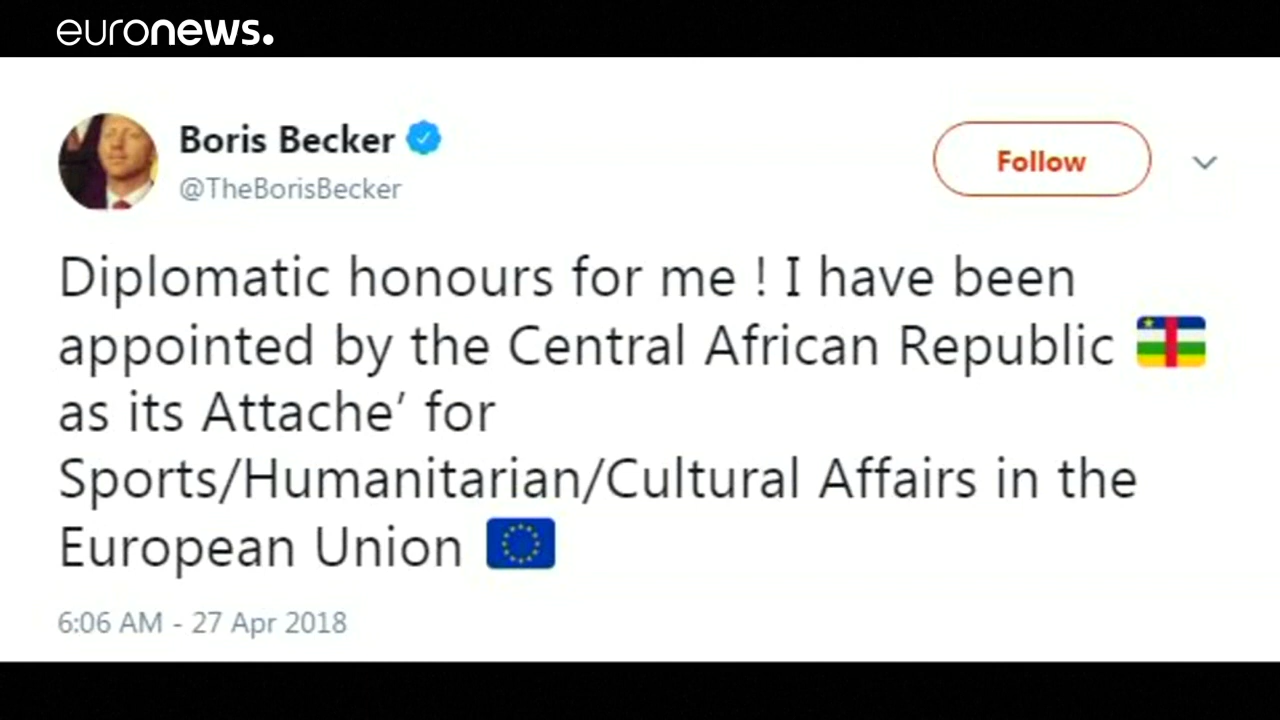 euronews.
Boris Becker
@TheBorisBecker
Follow
Diplomatic honours for me ! I have been
appointed by the Central African Republic 🇨🇫
as its Attache’ for
Sports/Humanitarian/Cultural Affairs in the
European Union 🇪🇺
6:06 AM - 27 Apr 2018